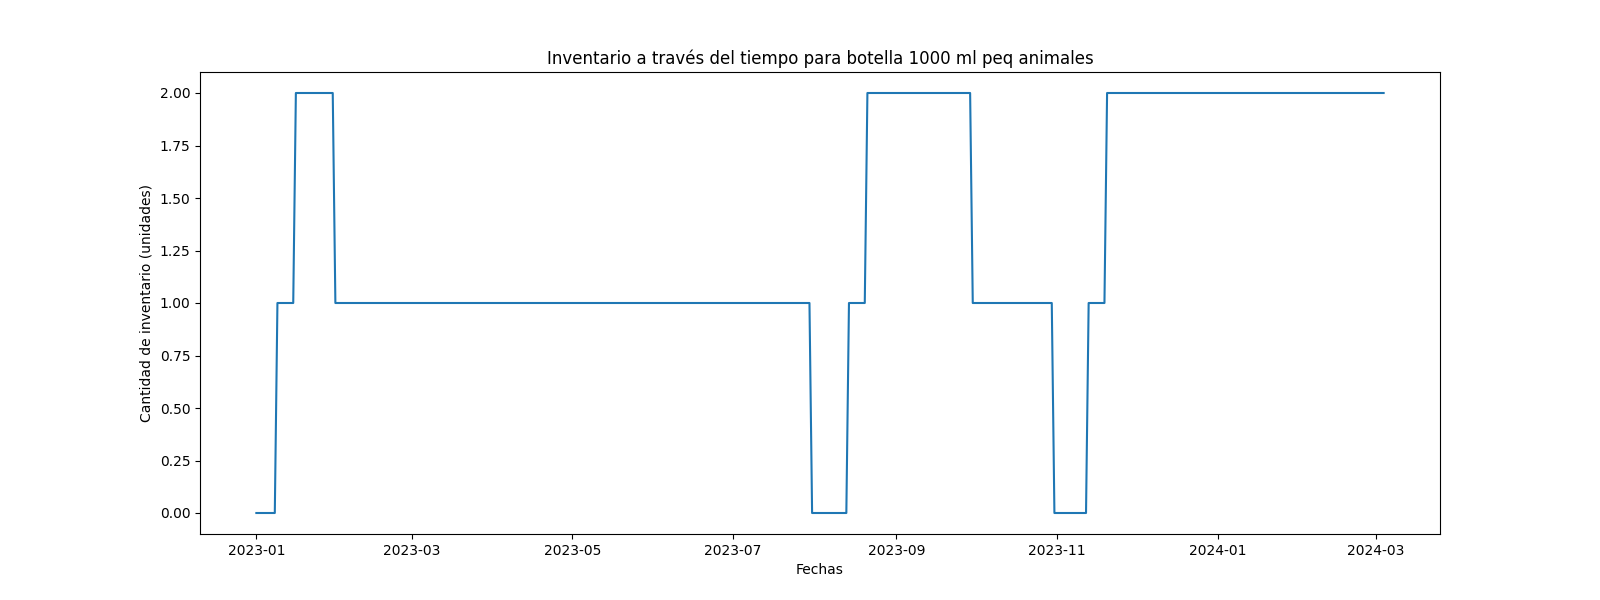 Inventario a través del tiempo para botella 1000 ml peq animales
Cantidad de inventario (unidades)
2.00
1.75
1.50
1.25
1.00
0.75
0.50
0.25
0.00
2023-01 2023-03 2023-05 2023-07 2023-09 2023-11 2024-01 2024-03
Fechas